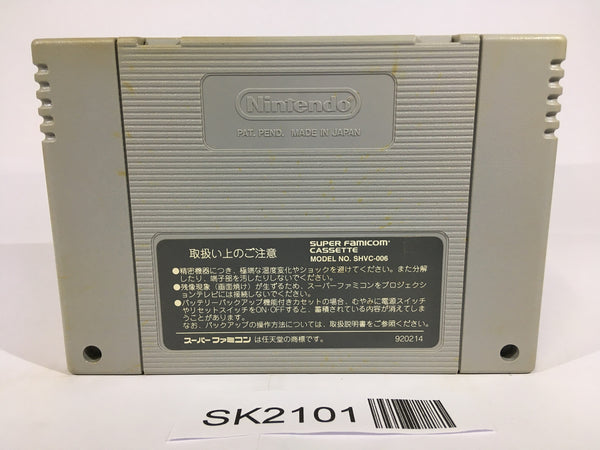 Nintendo
PAT. PEND. MADE IN JAPAN
取扱い上のご注意
SUPER FAMICOM
CASSETTE
MODEL NO. SHVC-006
●精密機器につき、極端な温度変化やショックを避けてください。また分解
したり、端子部を汚したりしないでください。
●残像現象（画面焼け）が生ずるため、スーパーファミコンをプロジェクシ
ョンテレビには接続しないでください。
●バッテリーバックアップ機能付きカセットの場合、むやみに電源スイッチ
やリセットスイッチをON・OFFすると、蓄積されている内容が消えてしま
うことがあります。
なお、バックアップの操作方法については、取扱説明書をご参照ください。
スーパーファミコン は任天堂の商標です。
920214
SK2101